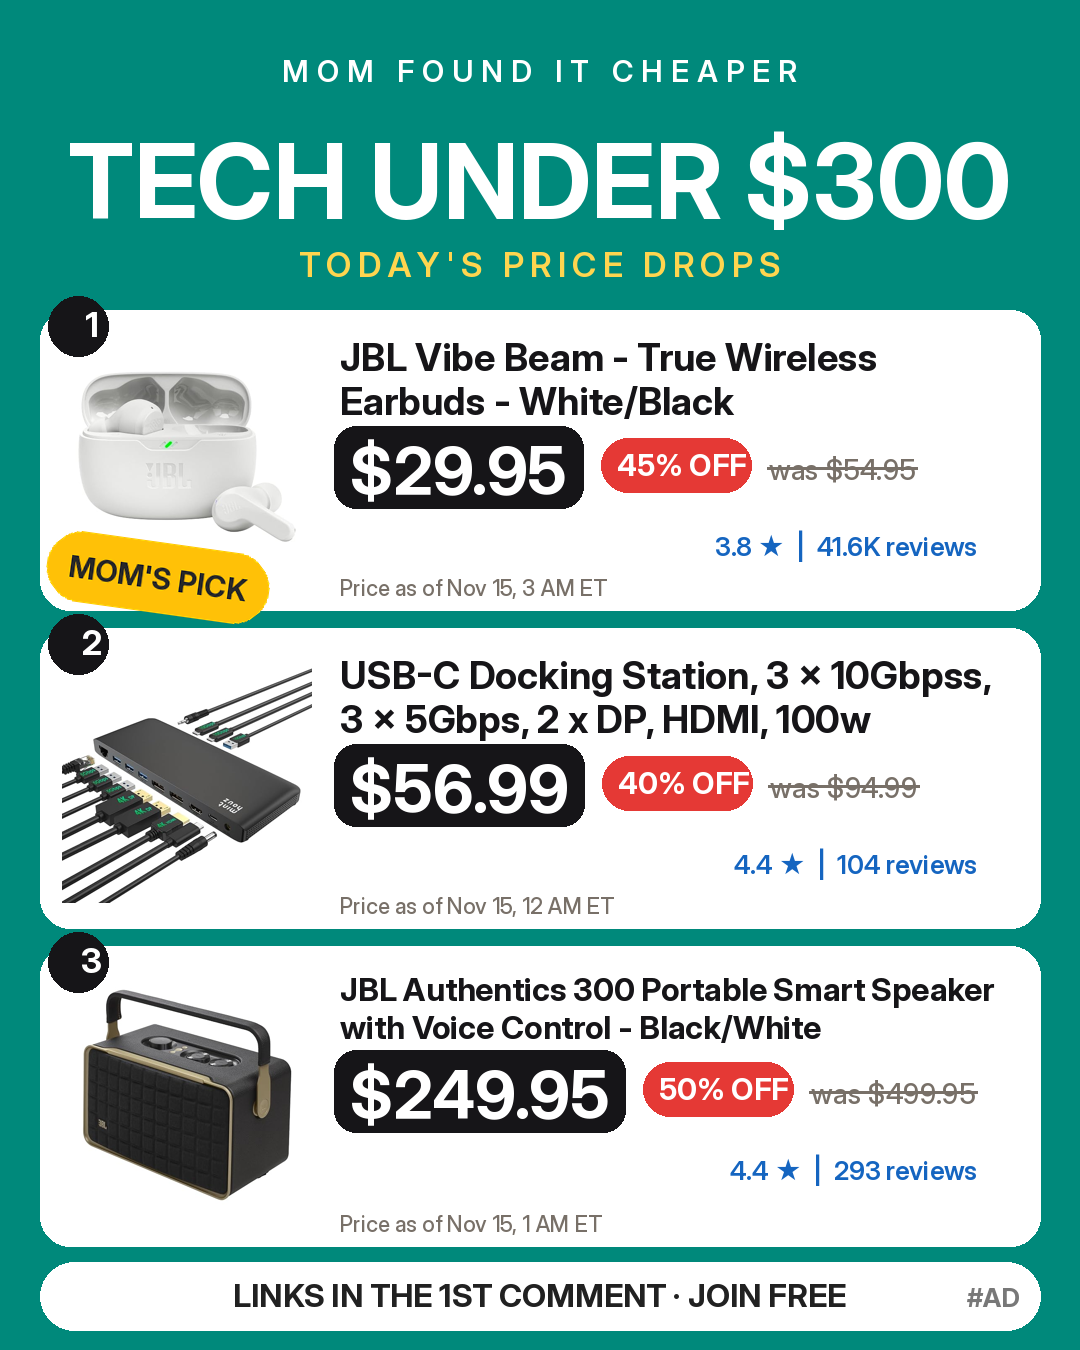 MOM FOUND IT CHEAPER
TECH UNDER $300
TODAY'S PRICE DROPS
1
JBL
MOM'S PICK
JBL Vibe Beam - True Wireless
Earbuds - White/Black
$29.95
45% OFF
was $54.95
3.8 ★ | 41.6K reviews
Price as of Nov 15, 3 AM ET
2
mint
houz
USB-C Docking Station, 3 × 10Gbpss,
3 × 5Gbps, 2 x DP, HDMI, 100w
$56.99
40% OFF
was $94.99
4.4 ★ | 104 reviews
Price as of Nov 15, 12 AM ET
3
JBL
JBL Authentics 300 Portable Smart Speaker
with Voice Control - Black/White
$249.95
50% OFF
was $499.95
4.4 ★ | 293 reviews
Price as of Nov 15, 1 AM ET
LINKS IN THE 1ST COMMENT · JOIN FREE
#AD